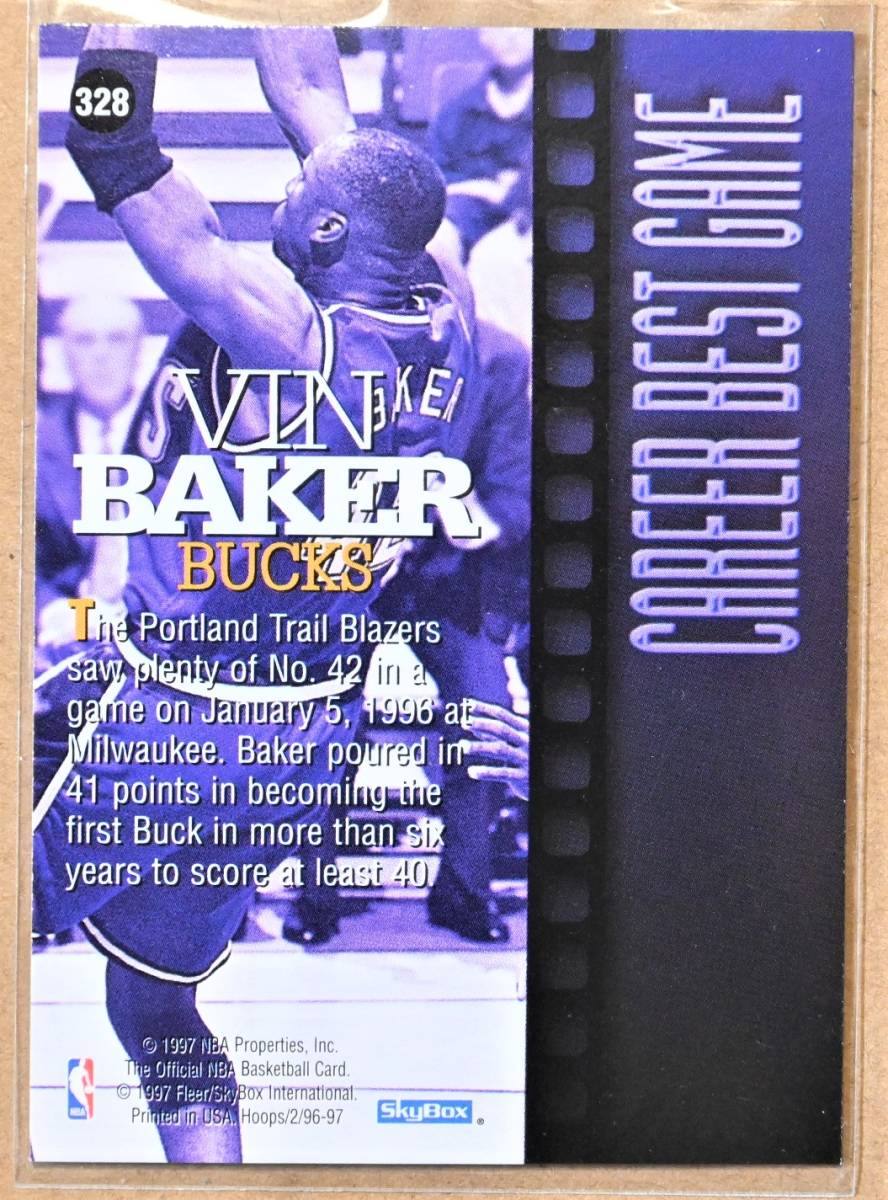 328
CAREER BEST GAME
S
BAKER
VIN
BAKER
BUCKS
The Portland Trail Blazers
saw plenty of No. 42 in a
game on January 5, 1996 at
Milwaukee. Baker poured in
41 points in becoming the
first Buck in more than six
years to score at least 40.
© 1997 NBA Properties, Inc.
The Official NBA Basketball Card.
© 1997 Fleer/SkyBox International.
Printed in USA. Hoops/2/96-97
NBA
SkyBox